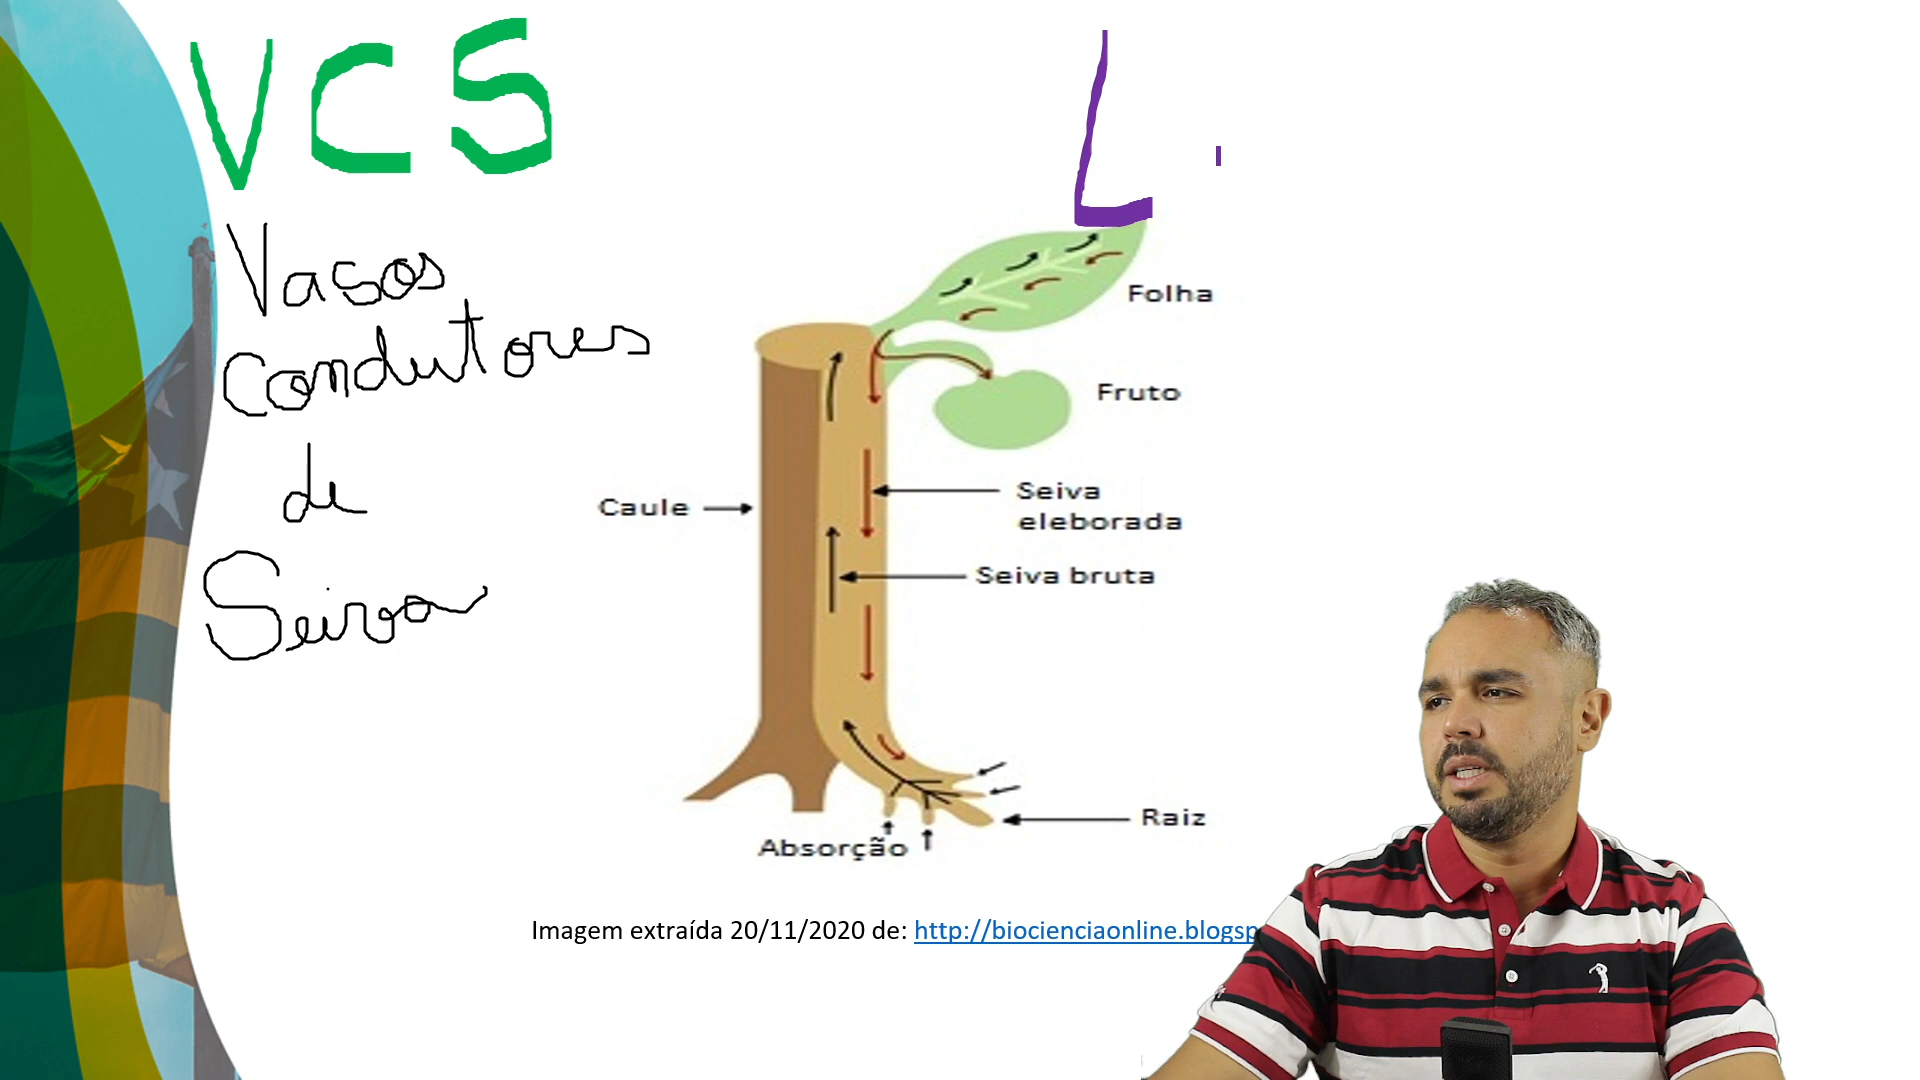 VCS
L
Vasos
condutores
de
Seiva
Folha
Fruto
Caule
Seiva
eleborada
Seiva bruta
Raiz
Absorção
Imagem extraída 20/11/2020 de: http://biocienciaonline.blogsp